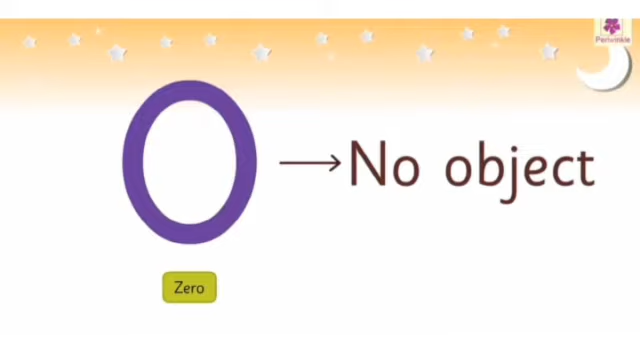 Periwinkle
0 → No object
Zero